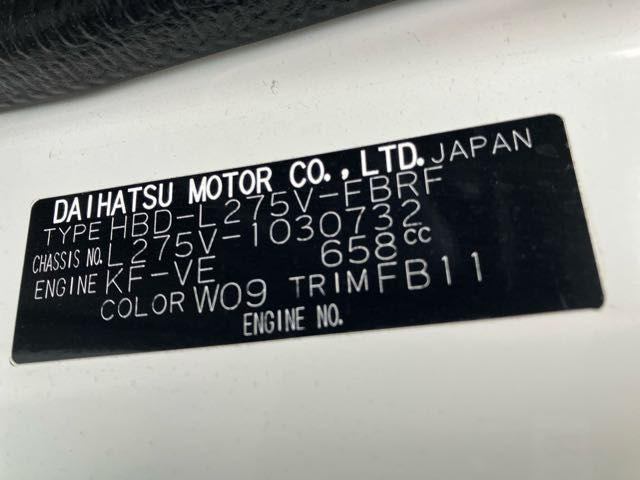 DAIHATSU MOTOR CO.,LTD. JAPAN
TYPE HBD-L275V-FBRF
CHASSIS NO. L275V-1030732
ENGINE KF-VE 658cc
COLOR W09 TRIM FB11
ENGINE NO.